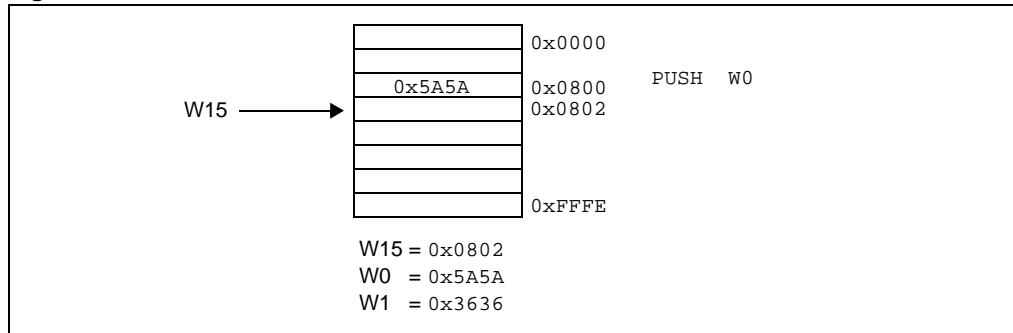 0x0000
0x5A5A 0x0800 PUSH W0
W15 0x0802
0xFFFE
W15 = 0x0802
W0 = 0x5A5A
W1 = 0x3636